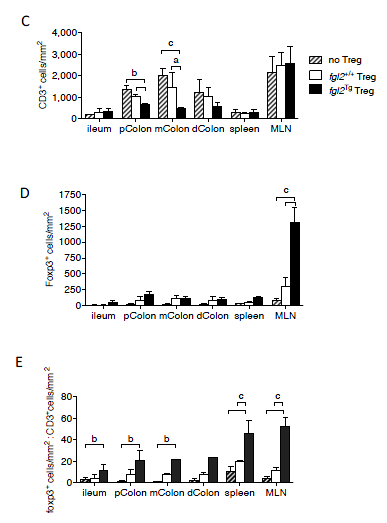 C
c
b
a
4,000
3,000
2,000
1,000
0
CD3⁺ cells/mm²
ileum pColon mColon dColon spleen MLN
no Treg
fgl2⁺/⁺ Treg
fgl2ᵀᵍ Treg
D
c
1750
1500
1250
1000
750
500
250
0
Foxp3⁺ cells/mm²
ileum pColon mColon dColon spleen MLN
E
80
60
40
20
0
foxp3⁺ cells/mm² : CD3⁺cells/mm²
c c
b b b
ileum pColon mColon dColon spleen MLN